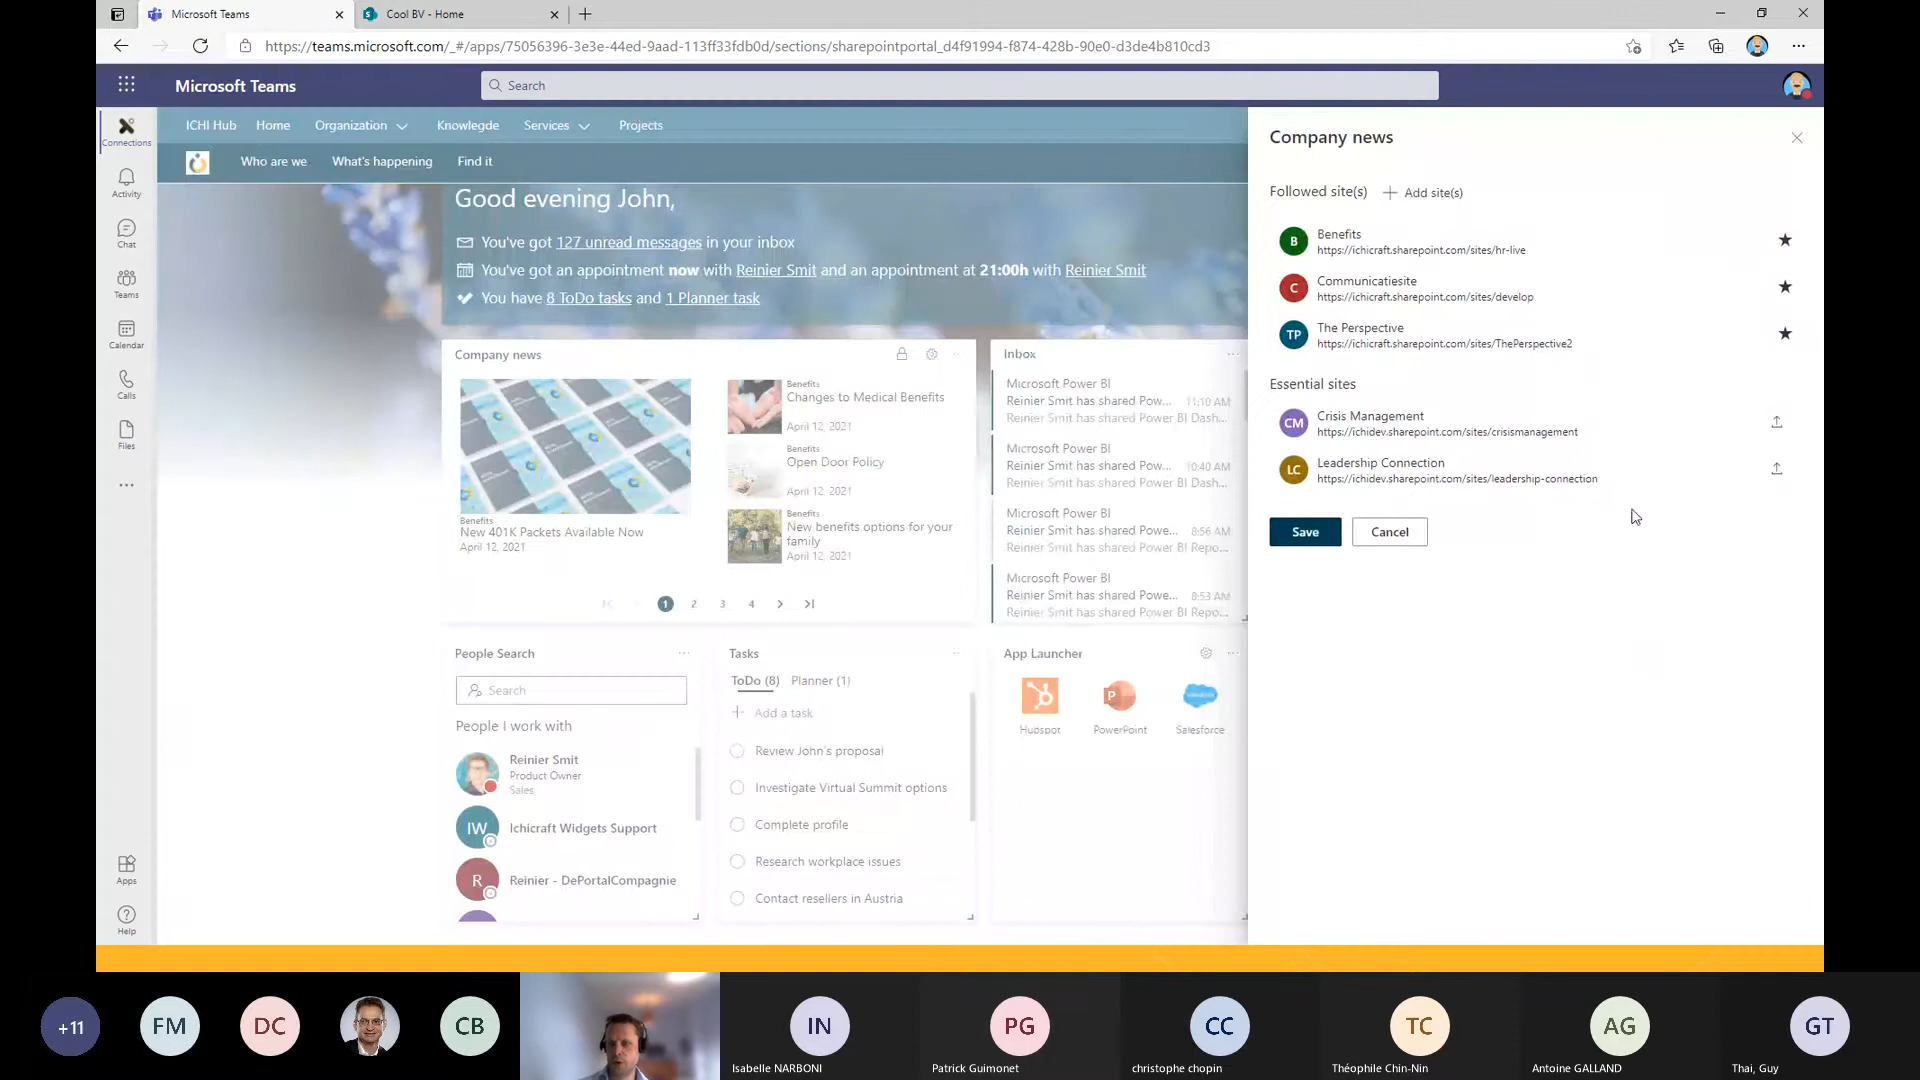 Microsoft Teams
Cool BV - Home
https://teams.microsoft.com/_#/apps/75056396-3e3e-44ed-9aad-113ff33fdb0d/sections/sharepointportal_d4f91994-f874-428b-90e0-d3de4b810cd3
Microsoft Teams
Search
Connections
Activity
Chat
Teams
Calendar
Calls
Files
Apps
Help
ICHI Hub Home Organization Knowlegde Services Projects
Who are we What's happening Find it
Good evening John,
You've got 127 unread messages in your inbox
You've got an appointment now with Reinier Smit and an appointment at 21:00h with Reinier Smit
You have 8 ToDo tasks and 1 Planner task
Company news
Benefits
New 401K Packets Available Now
April 12, 2021
Benefits
Changes to Medical Benefits
April 12, 2021
Benefits
Open Door Policy
April 12, 2021
Benefits
New benefits options for your
family
April 12, 2021
1 2 3 4
Inbox
Microsoft Power BI
Reinier Smit has shared Pow... 11:10 AM
Reinier Smit has shared Power BI Dash...
Microsoft Power BI
Reinier Smit has shared Pow... 10:40 AM
Reinier Smit has shared Power BI Dash...
Microsoft Power BI
Reinier Smit has shared Powe... 8:56 AM
Reinier Smit has shared Power BI Repo...
Microsoft Power BI
Reinier Smit has shared Powe... 8:53 AM
Reinier Smit has shared Power BI Repo...
People Search
Search
People I work with
Reinier Smit
Product Owner
Sales
IW
Ichicraft Widgets Support
R
Reinier - DePortalCompagnie
Tasks
ToDo (8) Planner (1)
Add a task
Review John's proposal
Investigate Virtual Summit options
Complete profile
Research workplace issues
Contact resellers in Austria
App Launcher
Hubspot
PowerPoint
Salesforce
Company news
Followed site(s) Add site(s)
B
Benefits
https://ichicraft.sharepoint.com/sites/hr-live
C
Communicatiesite
https://ichicraft.sharepoint.com/sites/develop
TP
The Perspective
https://ichicraft.sharepoint.com/sites/ThePerspective2
Essential sites
CM
Crisis Management
https://ichidev.sharepoint.com/sites/crisismanagement
LC
Leadership Connection
https://ichidev.sharepoint.com/sites/leadership-connection
Save Cancel
+11
FM
DC
CB
IN
Isabelle NARBONI
PG
Patrick Guimonet
CC
christophe chopin
TC
Théophile Chin-Nin
AG
Antoine GALLAND
GT
Thai, Guy